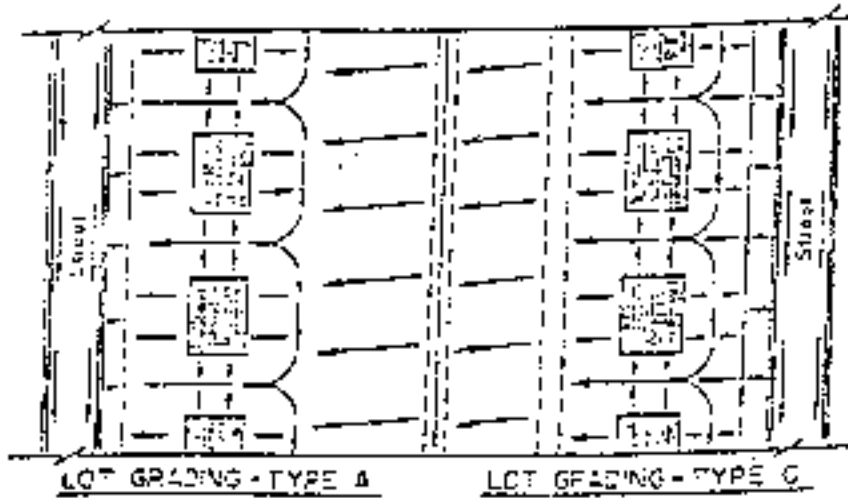 Street
Street
LOT GRADING - TYPE A
LOT GRADING - TYPE C